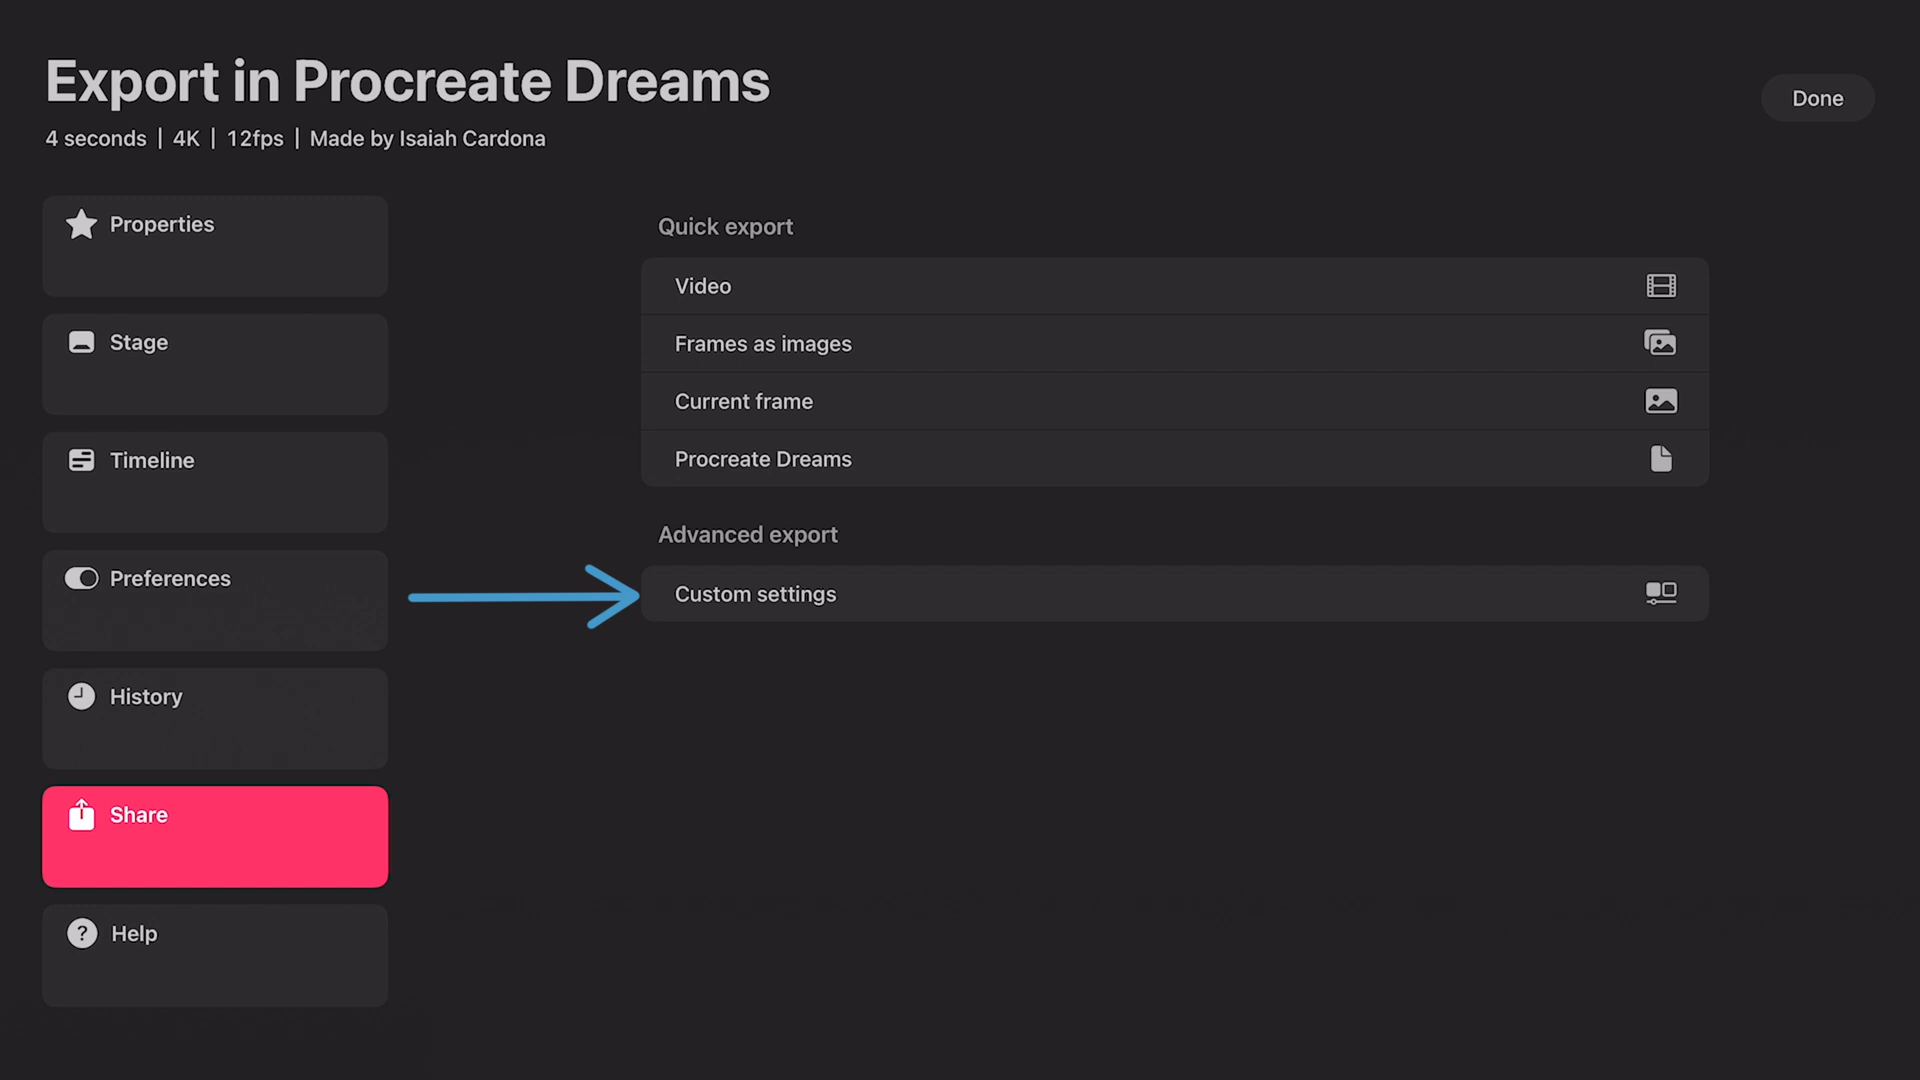 Export in Procreate Dreams
4 seconds | 4K | 12fps | Made by Isaiah Cardona
Done
Properties
Stage
Timeline
Preferences
History
Share
Help
Quick export
Video
Frames as images
Current frame
Procreate Dreams
Advanced export
Custom settings